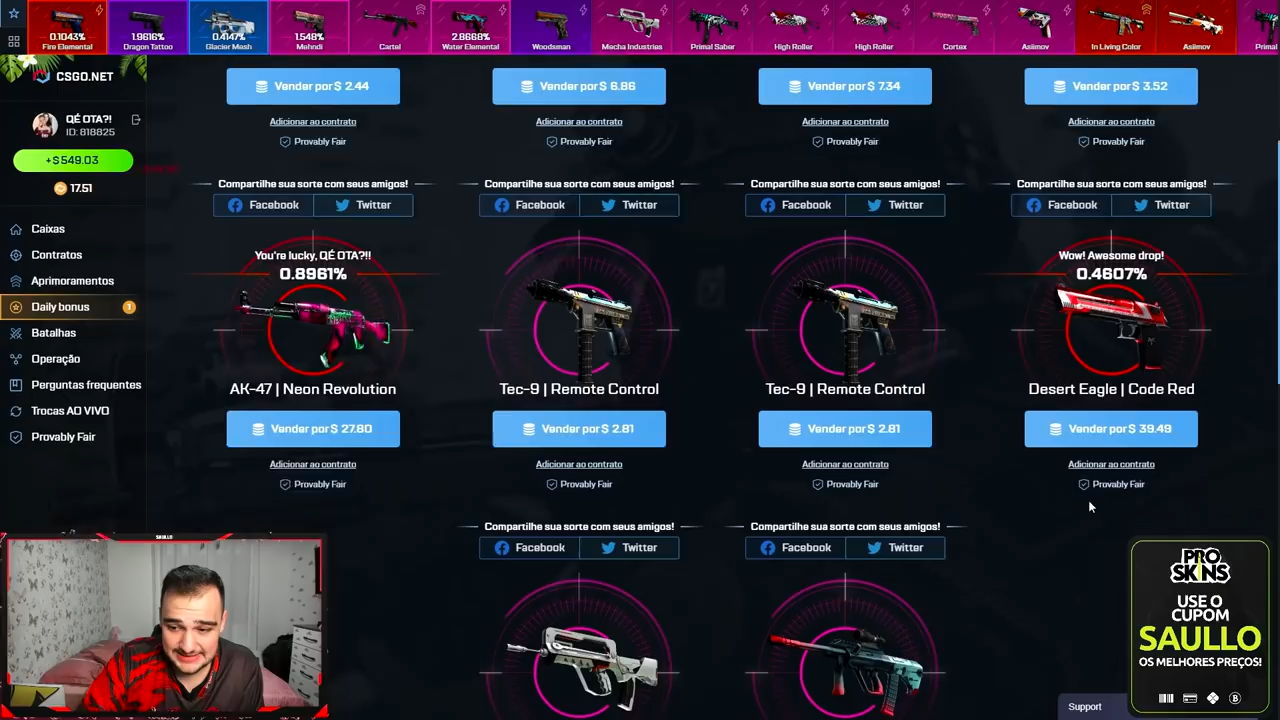 0.1043%
Fire Elemental
1.9616%
Dragon Tattoo
0.4147%
Glacier Mesh
1.548%
Mehndi
Cartel
2.8668%
Water Elemental
Woodsman
Mecha Industries
Primal Saber
High Roller
High Roller
Cortex
Asiimov
In Living Color
Asiimov
Primal
CSGO.NET
QÉ OTA?!
ID: 818825
+$ 549.03
17.51
Caixas
Contratos
Aprimoramentos
Daily bonus 1
Batalhas
Operação
Perguntas frequentes
Trocas AO VIVO
Provably Fair
Vender por $ 2.44
Vender por $ 6.86
Vender por $ 7.34
Vender por $ 3.52
Adicionar ao contrato
Adicionar ao contrato
Adicionar ao contrato
Adicionar ao contrato
Provably Fair
Provably Fair
Provably Fair
Provably Fair
Compartilhe sua sorte com seus amigos!
Compartilhe sua sorte com seus amigos!
Compartilhe sua sorte com seus amigos!
Compartilhe sua sorte com seus amigos!
Facebook Twitter
Facebook Twitter
Facebook Twitter
Facebook Twitter
You're lucky, QÉ OTA?!!
0.8961%
Wow! Awesome drop!
0.4607%
AK-47 | Neon Revolution
Tec-9 | Remote Control
Tec-9 | Remote Control
Desert Eagle | Code Red
Vender por $ 27.80
Vender por $ 2.81
Vender por $ 2.81
Vender por $ 39.49
Adicionar ao contrato
Adicionar ao contrato
Adicionar ao contrato
Adicionar ao contrato
Provably Fair
Provably Fair
Provably Fair
Provably Fair
Compartilhe sua sorte com seus amigos!
Compartilhe sua sorte com seus amigos!
Facebook Twitter
Facebook Twitter
SAULLO
PRO
SKINS
USE O
CUPOM
SAULLO
OS MELHORES PREÇOS!
Support